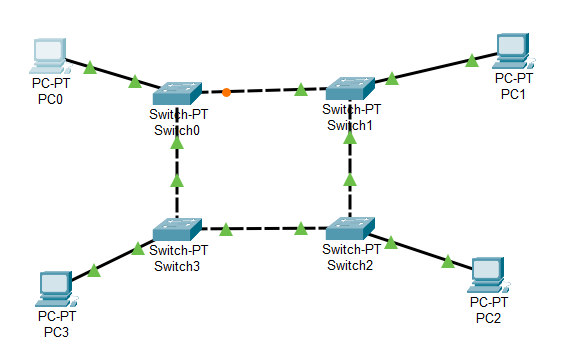 PC-PT
PC0
Switch-PT
Switch0
Switch-PT
Switch1
PC-PT
PC1
Switch-PT
Switch3
Switch-PT
Switch2
PC-PT
PC3
PC-PT
PC2